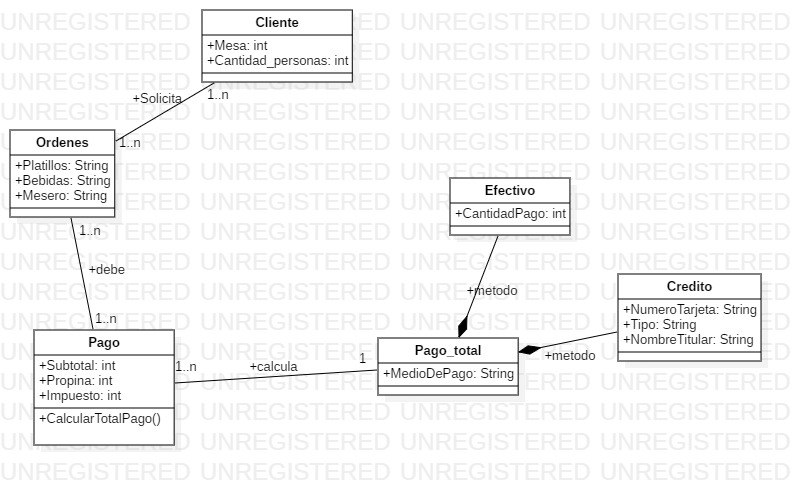 Cliente
+Mesa: int
+Cantidad_personas: int
+Solicita
1..n
1..n
Ordenes
+Platillos: String
+Bebidas: String
+Mesero: String
1..n
+debe
1..n
Pago
+Subtotal: int
+Propina: int
+Impuesto: int
+CalcularTotalPago()
1..n
+calcula
1
Pago_total
+MedioDePago: String
Efectivo
+CantidadPago: int
+metodo
Credito
+NumeroTarjeta: String
+Tipo: String
+NombreTitular: String
+metodo
UNREGISTERED UNREGISTERED UNREGISTERED UNREGISTERED